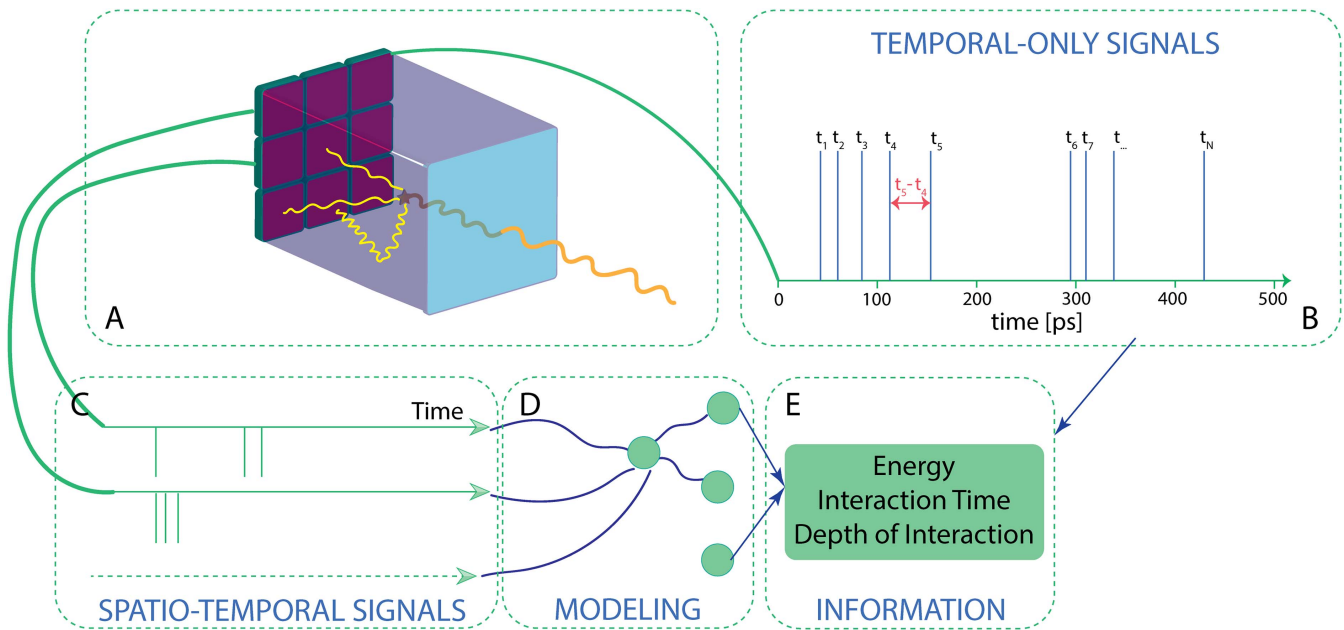 A
TEMPORAL-ONLY SIGNALS
t1 t2 t3 t4 t5 t6 t7 t... tN
t5-t4
0 100 200 300 400 500
time [ps]
B
C
Time
SPATIO-TEMPORAL SIGNALS
D
MODELING
E
Energy
Interaction Time
Depth of Interaction
INFORMATION